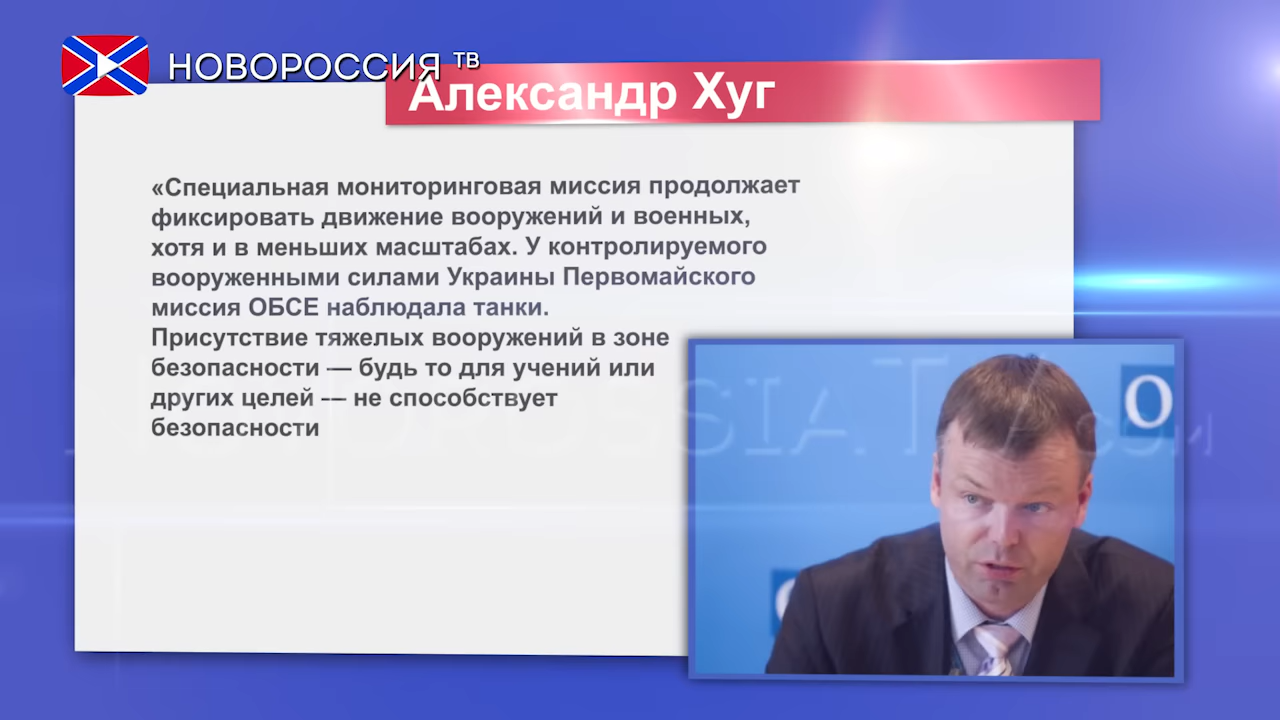 НОВОРОССИЯ ТВ
Александр Хуг
«Специальная мониторинговая миссия продолжает
фиксировать движение вооружений и военных,
хотя и в меньших масштабах. У контролируемого
вооруженными силами Украины Первомайского
миссия ОБСЕ наблюдала танки.
Присутствие тяжелых вооружений в зоне
безопасности — будь то для учений или
других целей — не способствует
безопасности